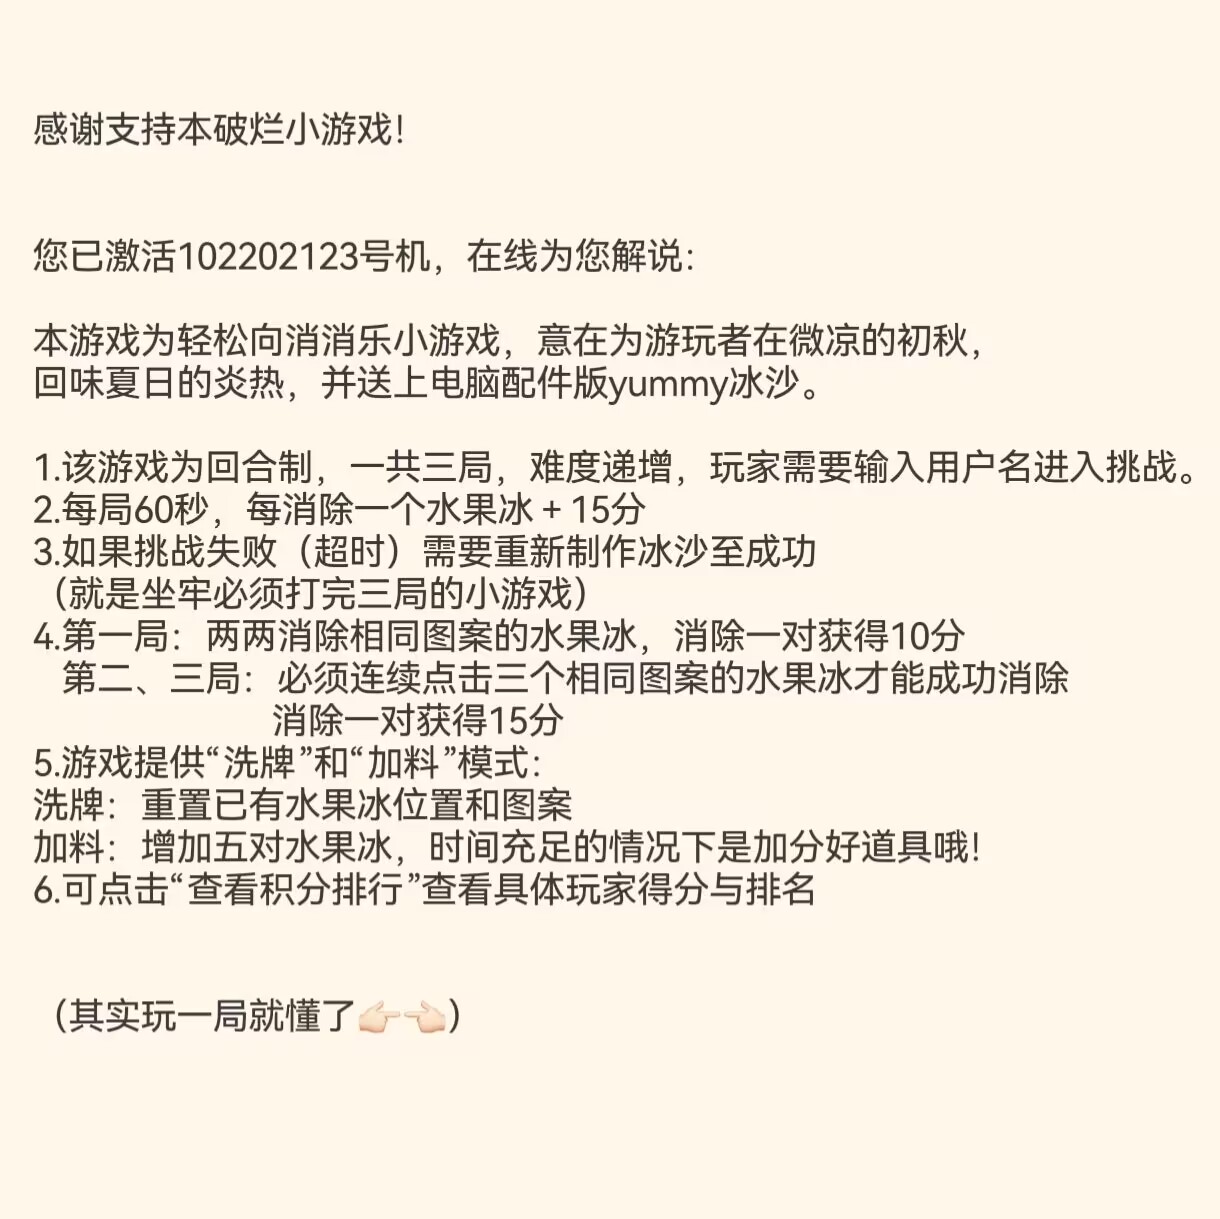 感谢支持本破烂小游戏！
您已激活102202123号机，在线为您解说：
本游戏为轻松向消消乐小游戏，意在为游玩者在微凉的初秋，
回味夏日的炎热，并送上电脑配件版yummy冰沙。
1.该游戏为回合制，一共三局，难度递增，玩家需要输入用户名进入挑战。
2.每局60秒，每消除一个水果冰＋15分
3.如果挑战失败（超时）需要重新制作冰沙至成功
（就是坐牢必须打完三局的小游戏）
4.第一局：两两消除相同图案的水果冰，消除一对获得10分
第二、三局：必须连续点击三个相同图案的水果冰才能成功消除
消除一对获得15分
5.游戏提供“洗牌”和“加料”模式：
洗牌：重置已有水果冰位置和图案
加料：增加五对水果冰，时间充足的情况下是加分好道具哦！
6.可点击“查看积分排行”查看具体玩家得分与排名
（其实玩一局就懂了👉🏻👈🏻）